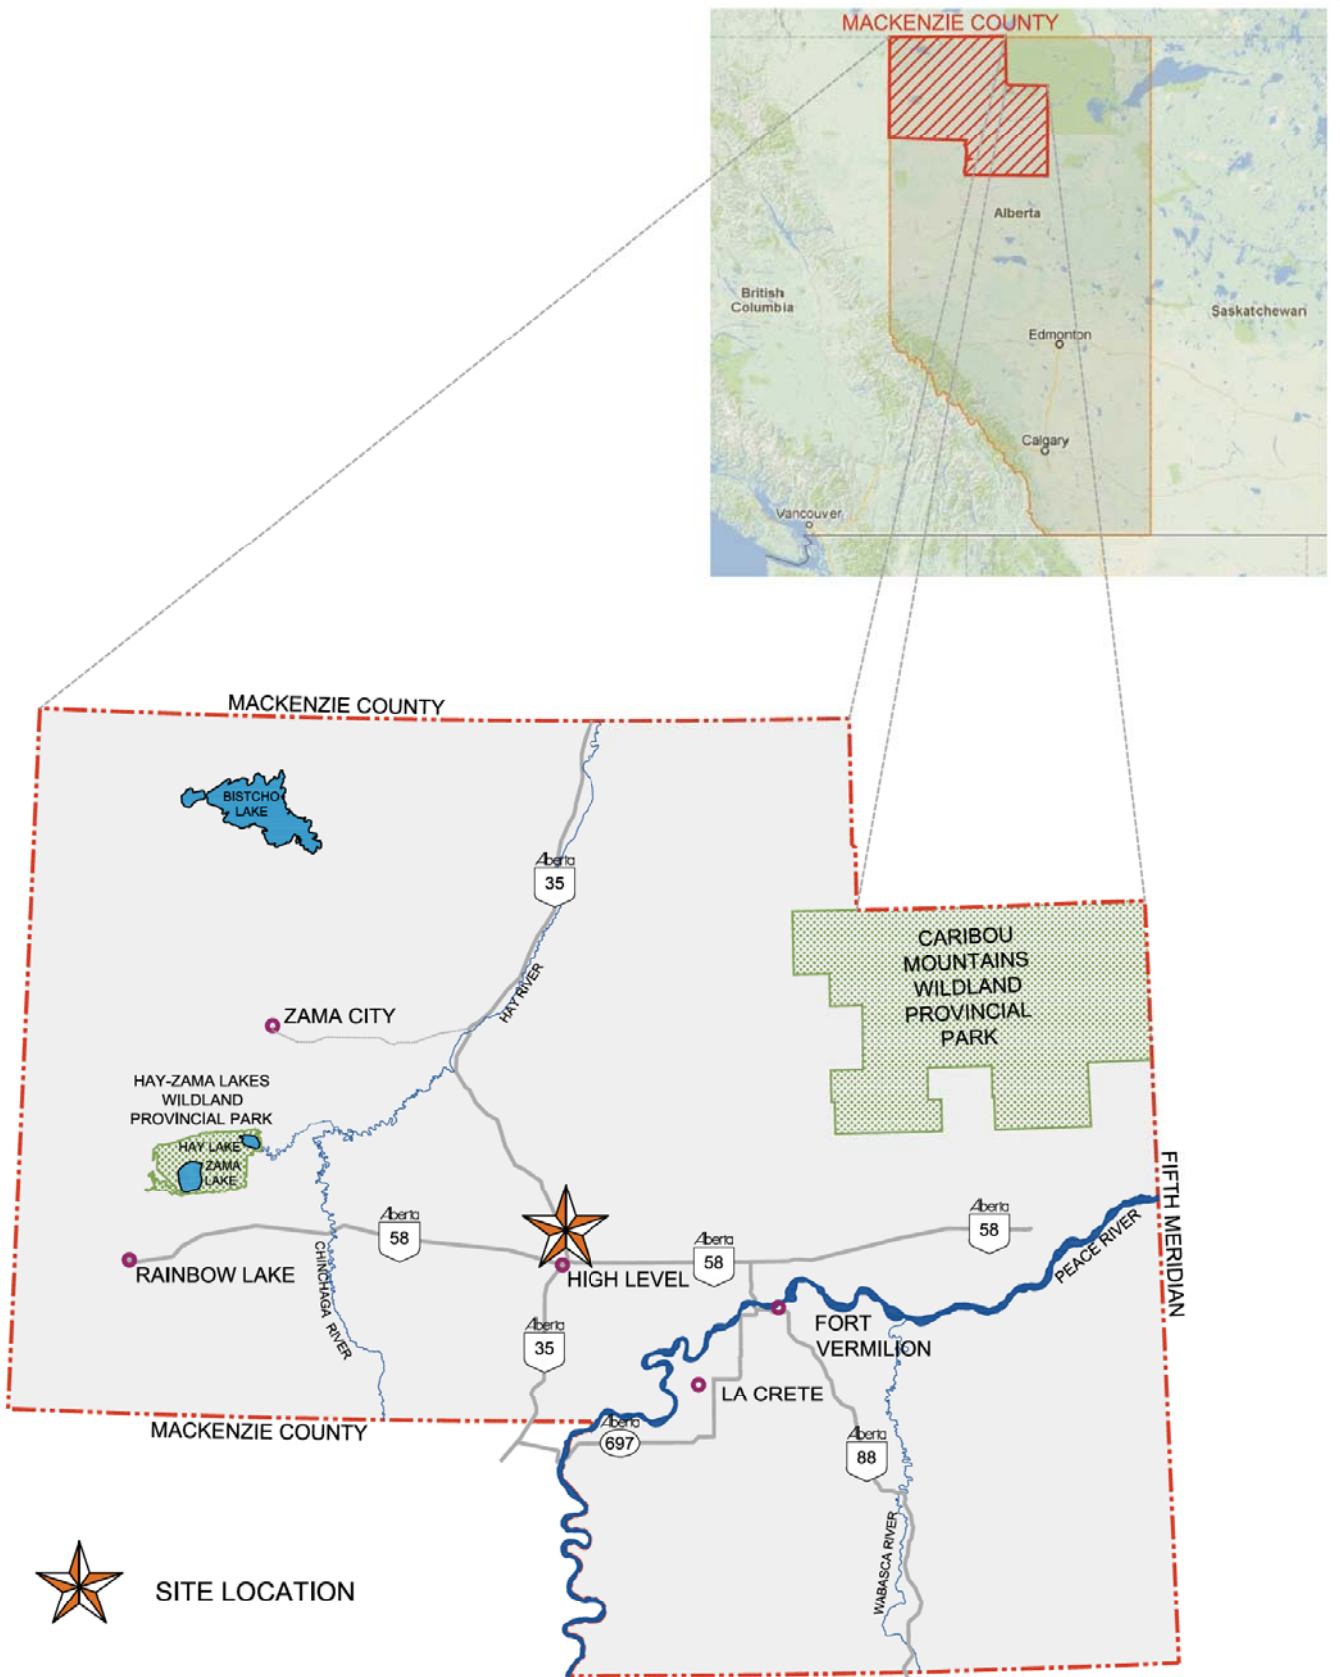 MACKENZIE COUNTY
Alberta
British
Columbia
Saskatchewan
Edmonton
Calgary
Vancouver
MACKENZIE COUNTY
BISTCHO
LAKE
Alberta
35
CARIBOU
MOUNTAINS
WILDLAND
PROVINCIAL
PARK
HAY RIVER
ZAMA CITY
HAY-ZAMA LAKES
WILDLAND
PROVINCIAL PARK
HAY LAKE
ZAMA
LAKE
FIFTH MERIDIAN
Alberta
58
Alberta
58
Alberta
58
PEACE RIVER
RAINBOW LAKE
CHINCHAGA RIVER
HIGH LEVEL
Alberta
35
FORT
VERMILION
LA CRETE
MACKENZIE COUNTY
Alberta
697
Alberta
88
WABASCA RIVER
SITE LOCATION